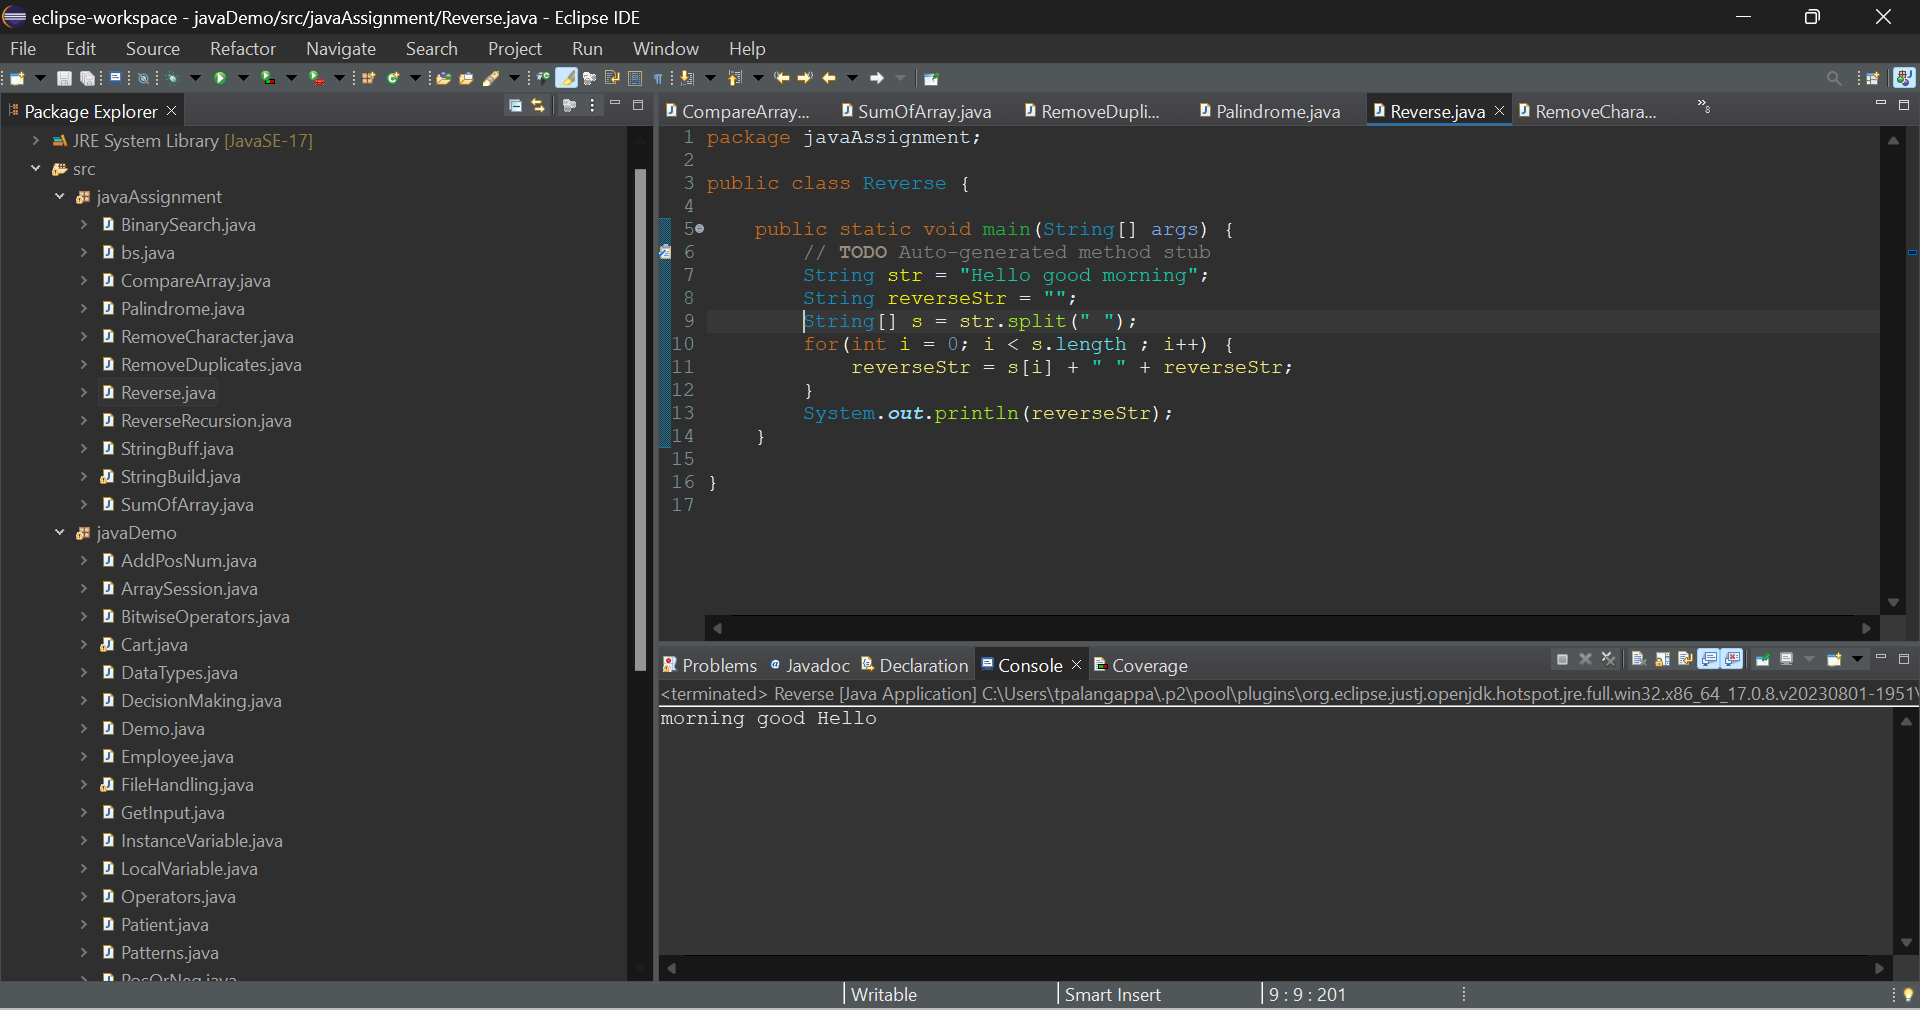 eclipse-workspace - javaDemo/src/javaAssignment/Reverse.java - Eclipse IDE
File Edit Source Refactor Navigate Search Project Run Window Help
Package Explorer
JRE System Library [JavaSE-17]
src
javaAssignment
BinarySearch.java
bs.java
CompareArray.java
Palindrome.java
RemoveCharacter.java
RemoveDuplicates.java
Reverse.java
ReverseRecursion.java
StringBuff.java
StringBuild.java
SumOfArray.java
javaDemo
AddPosNum.java
ArraySession.java
BitwiseOperators.java
Cart.java
DataTypes.java
DecisionMaking.java
Demo.java
Employee.java
FileHandling.java
GetInput.java
InstanceVariable.java
LocalVariable.java
Operators.java
Patient.java
Patterns.java
PosOrNeg.java
CompareArray... SumOfArray.java RemoveDupli... Palindrome.java Reverse.java RemoveChara... »8
1 package javaAssignment;
2
3 public class Reverse {
4
5 public static void main(String[] args) {
6 // TODO Auto-generated method stub
7 String str = "Hello good morning";
8 String reverseStr = "";
9 String[] s = str.split(" ");
10 for(int i = 0; i < s.length ; i++) {
11 reverseStr = s[i] + " " + reverseStr;
12 }
13 System.out.println(reverseStr);
14 }
15
16 }
17
Problems Javadoc Declaration Console Coverage
<terminated> Reverse [Java Application] C:\Users\tpalangappa\.p2\pool\plugins\org.eclipse.justj.openjdk.hotspot.jre.full.win32.x86_64_17.0.8.v20230801-1951\
morning good Hello
Writable Smart Insert 9 : 9 : 201